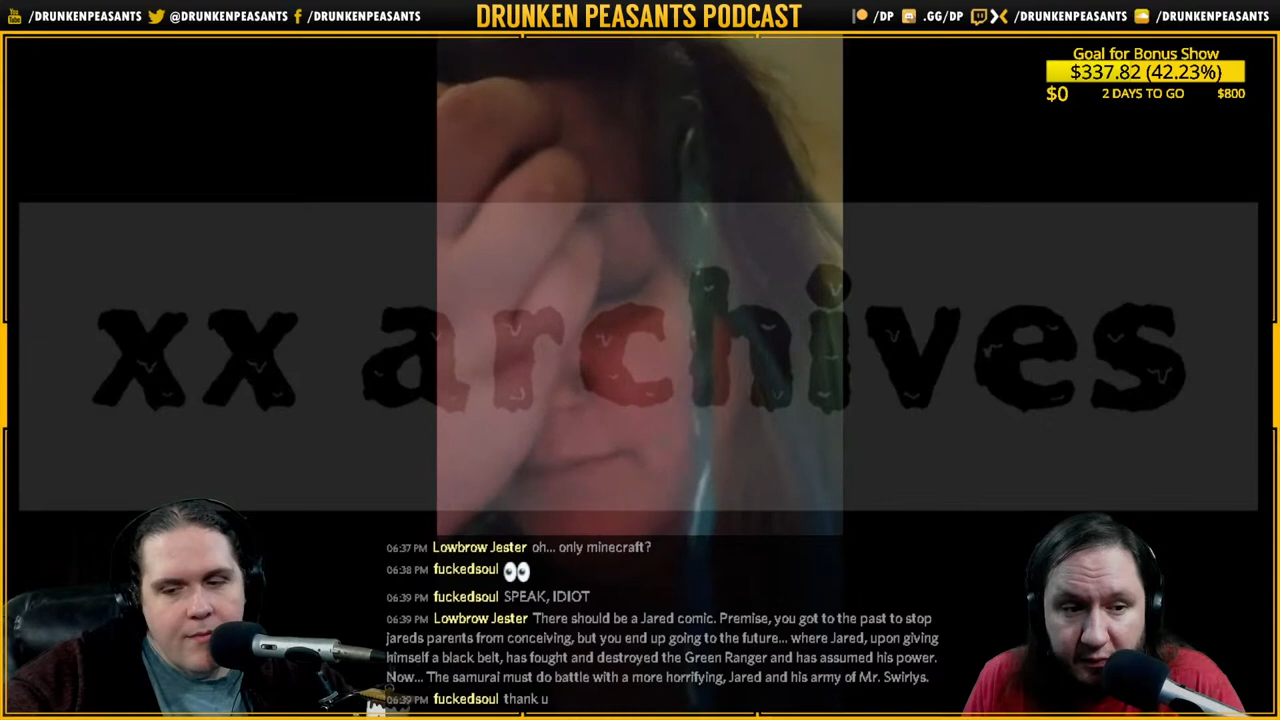 /DRUNKENPEASANTS @DRUNKENPEASANTS /DRUNKENPEASANTS DRUNKEN PEASANTS PODCAST /DP .GG/DP /DRUNKENPEASANTS /DRUNKENPEASANTS
Goal for Bonus Show
$337.82 (42.23%)
$0 2 DAYS TO GO $800
xx archives
06:37 PM Lowbrow Jester oh... only minecraft?
06:38 PM fuckedsoul 👀
06:39 PM fuckedsoul SPEAK, IDIOT
06:39 PM Lowbrow Jester There should be a Jared comic. Premise, you got to the past to stop
jareds parents from conceiving, but you end up going to the future... where Jared, upon giving
himself a black belt, has fought and destroyed the Green Ranger and has assumed his power.
Now... The samurai must do battle with a more horrifying, Jared and his army of Mr. Swirlys.
06:39 PM fuckedsoul thank u